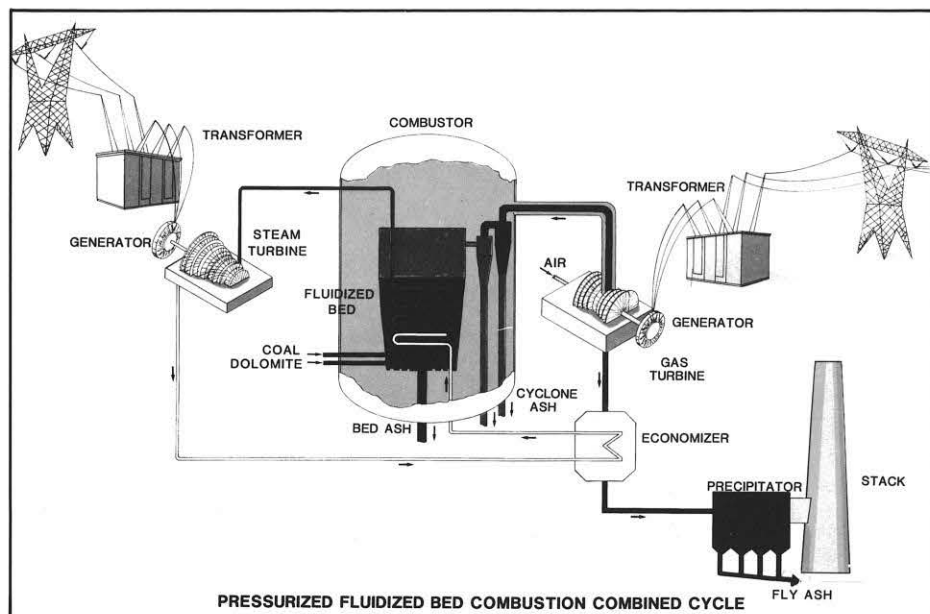 TRANSFORMER
COMBUSTOR
TRANSFORMER
GENERATOR
STEAM
TURBINE
AIR
FLUIDIZED
BED
GENERATOR
COAL
DOLOMITE
GAS
TURBINE
CYCLONE
ASH
BED ASH
ECONOMIZER
PRECIPITATOR
STACK
FLY ASH
PRESSURIZED FLUIDIZED BED COMBUSTION COMBINED CYCLE